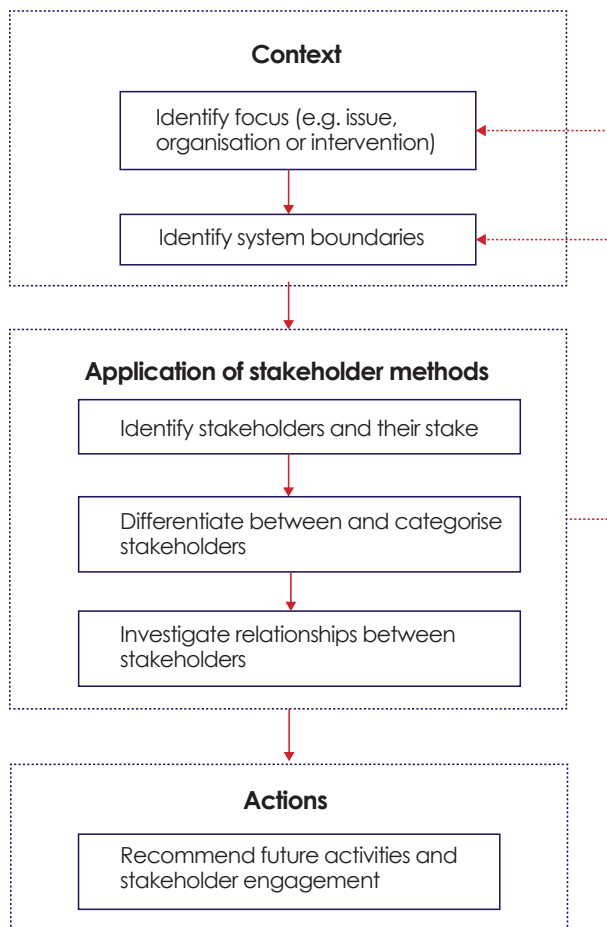 Context
Identify focus (e.g. issue,
organisation or intervention)
Identify system boundaries
Application of stakeholder methods
Identify stakeholders and their stake
Differentiate between and categorise
stakeholders
Investigate relationships between
stakeholders
Actions
Recommend future activities and
stakeholder engagement